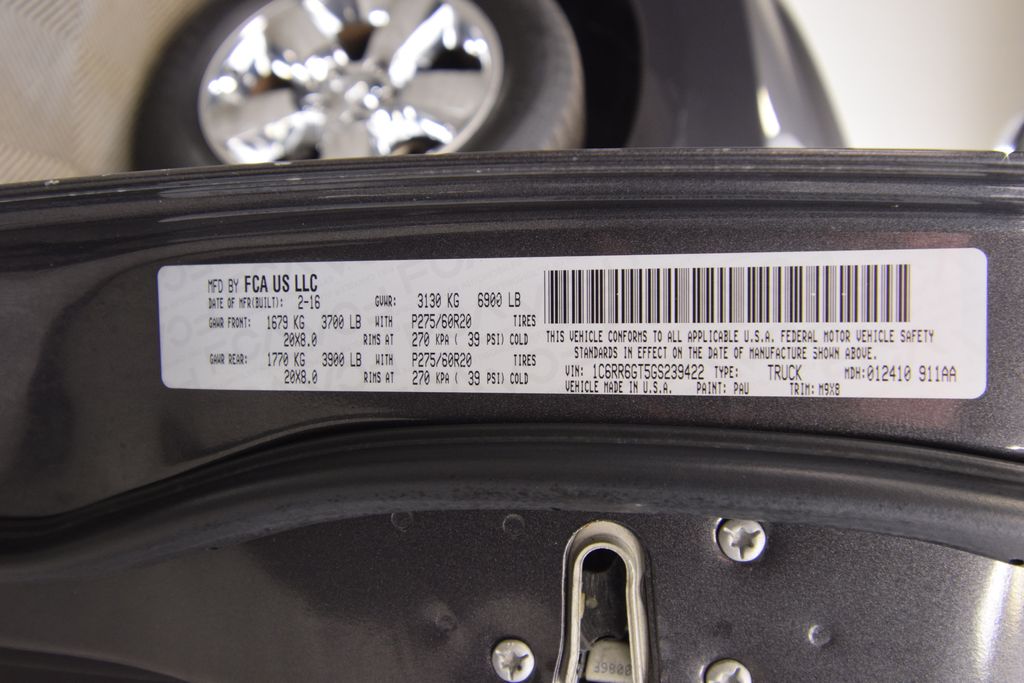 MFD BY FCA US LLC
DATE OF MFR(BUILT): 2-16 GVWR: 3130 KG 6900 LB
GAWR FRONT: 1679 KG 3700 LB WITH P275/60R20 TIRES
20X8.0 RIMS AT 270 KPA ( 39 PSI) COLD
GAWR REAR: 1770 KG 3900 LB WITH P275/60R20 TIRES
20X8.0 RIMS AT 270 KPA ( 39 PSI) COLD
THIS VEHICLE CONFORMS TO ALL APPLICABLE U.S.A. FEDERAL MOTOR VEHICLE SAFETY
STANDARDS IN EFFECT ON THE DATE OF MANUFACTURE SHOWN ABOVE.
VIN: 1C6RR6GT5GS239422 TYPE: TRUCK MDH:012410 911AA
VEHICLE MADE IN U.S.A. PAINT: PAU TRIM: M9X8